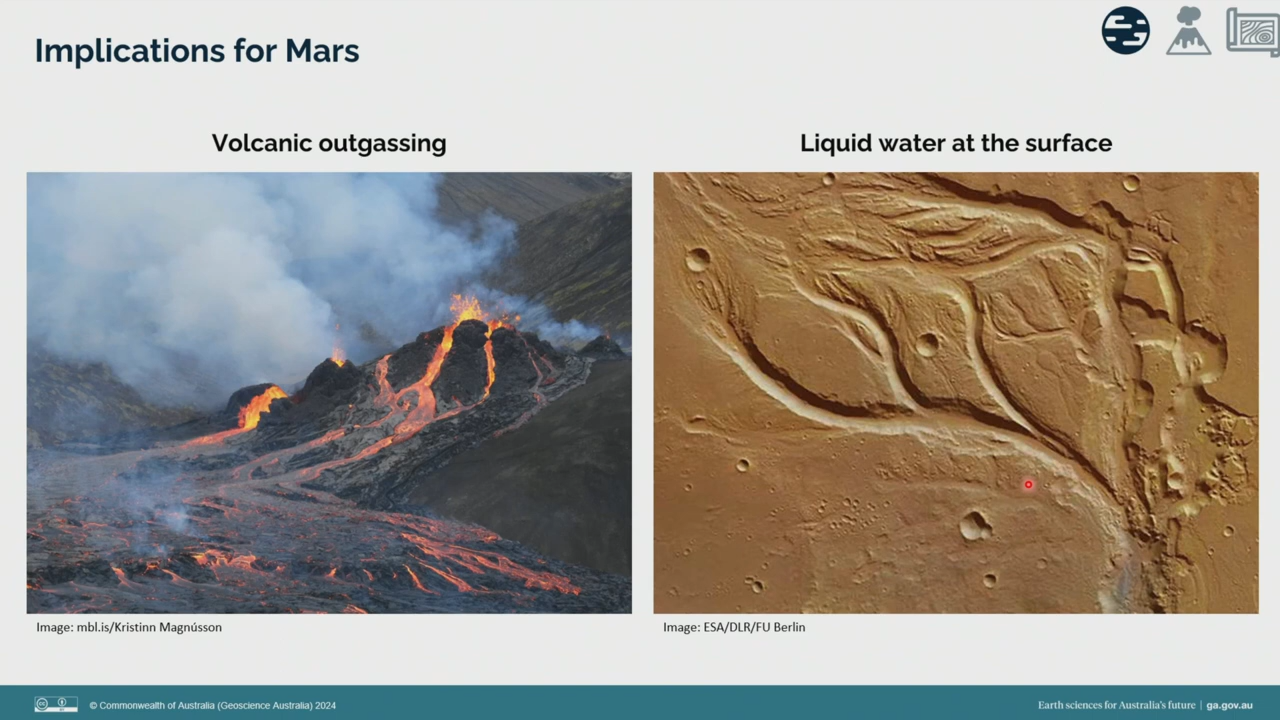 Implications for Mars
Volcanic outgassing
Liquid water at the surface
Image: mbl.is/Kristinn Magnússon
Image: ESA/DLR/FU Berlin
© Commonwealth of Australia (Geoscience Australia) 2024
Earth sciences for Australia's future | ga.gov.au